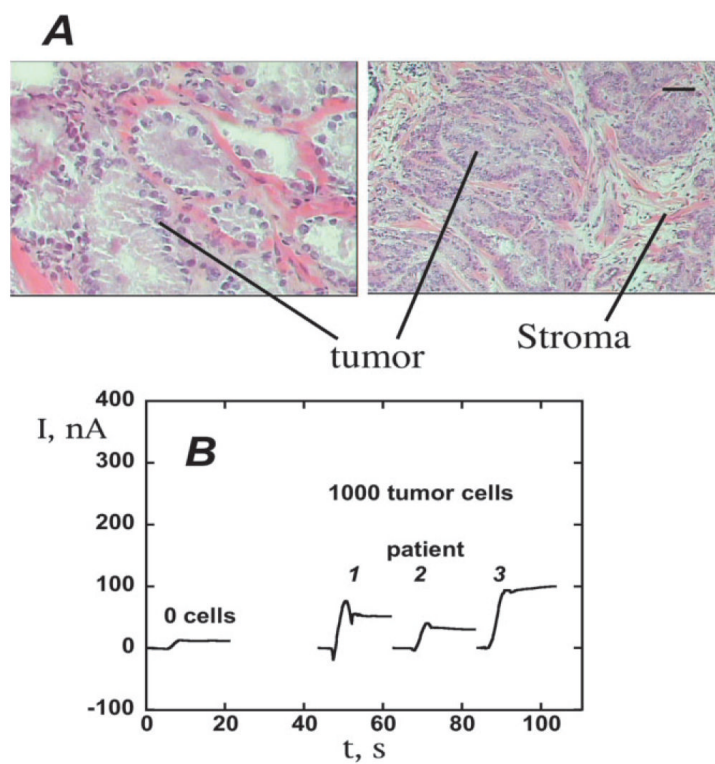 A
tumor
Stroma
I, nA
B
400
300
200
100
0
-100
1000 tumor cells
patient
1 2 3
0 cells
0 20 40 60 80 100
t, s